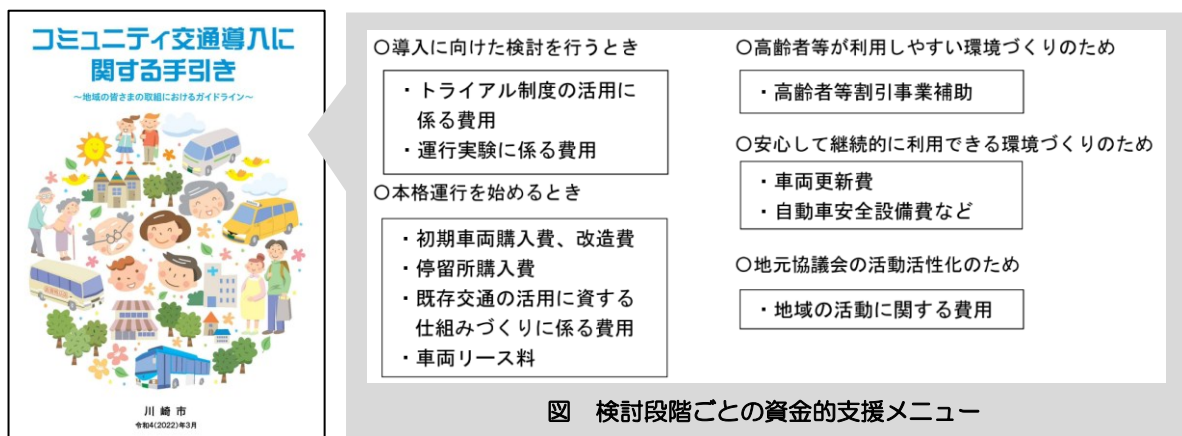 コミュニティ交通導入に
関する手引き
～地域の皆さまの取組におけるガイドライン～
川崎市
令和4(2022)年3月
○導入に向けた検討を行うとき
・トライアル制度の活用に
係る費用
・運行実験に係る費用
○本格運行を始めるとき
・初期車両購入費、改造費
・停留所購入費
・既存交通の活用に資する
仕組みづくりに係る費用
・車両リース料
○高齢者等が利用しやすい環境づくりのため
・高齢者等割引事業補助
○安心して継続的に利用できる環境づくりのため
・車両更新費
・自動車安全設備費など
○地元協議会の活動活性化のため
・地域の活動に関する費用
図　検討段階ごとの資金的支援メニュー